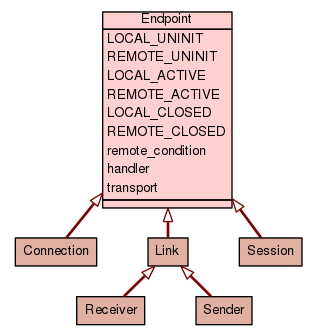 Endpoint
LOCAL_UNINIT
REMOTE_UNINIT
LOCAL_ACTIVE
REMOTE_ACTIVE
LOCAL_CLOSED
REMOTE_CLOSED
remote_condition
handler
transport
Connection
Link
Session
Receiver
Sender